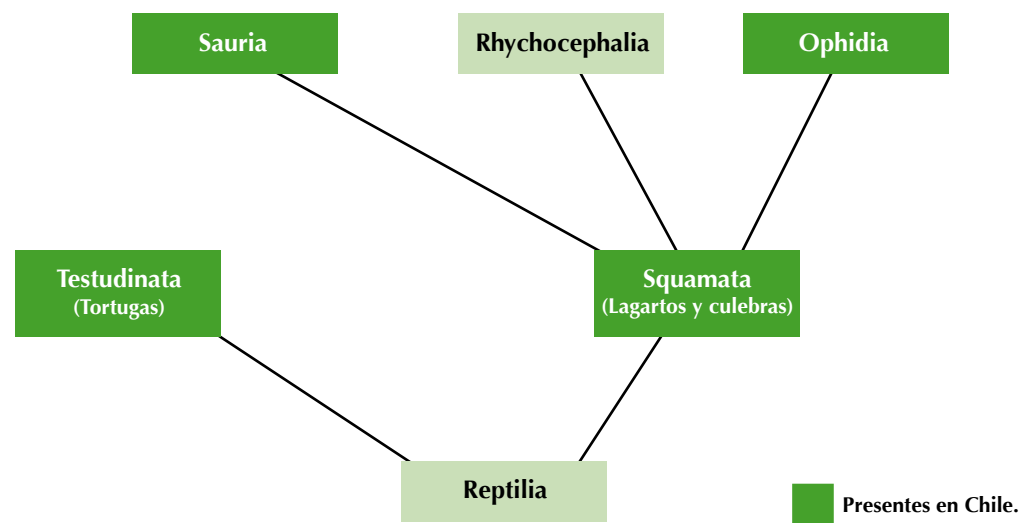 Sauria
Rhychocephalia
Ophidia
Testudinata
(Tortugas)
Squamata
(Lagartos y culebras)
Reptilia
Presentes en Chile.